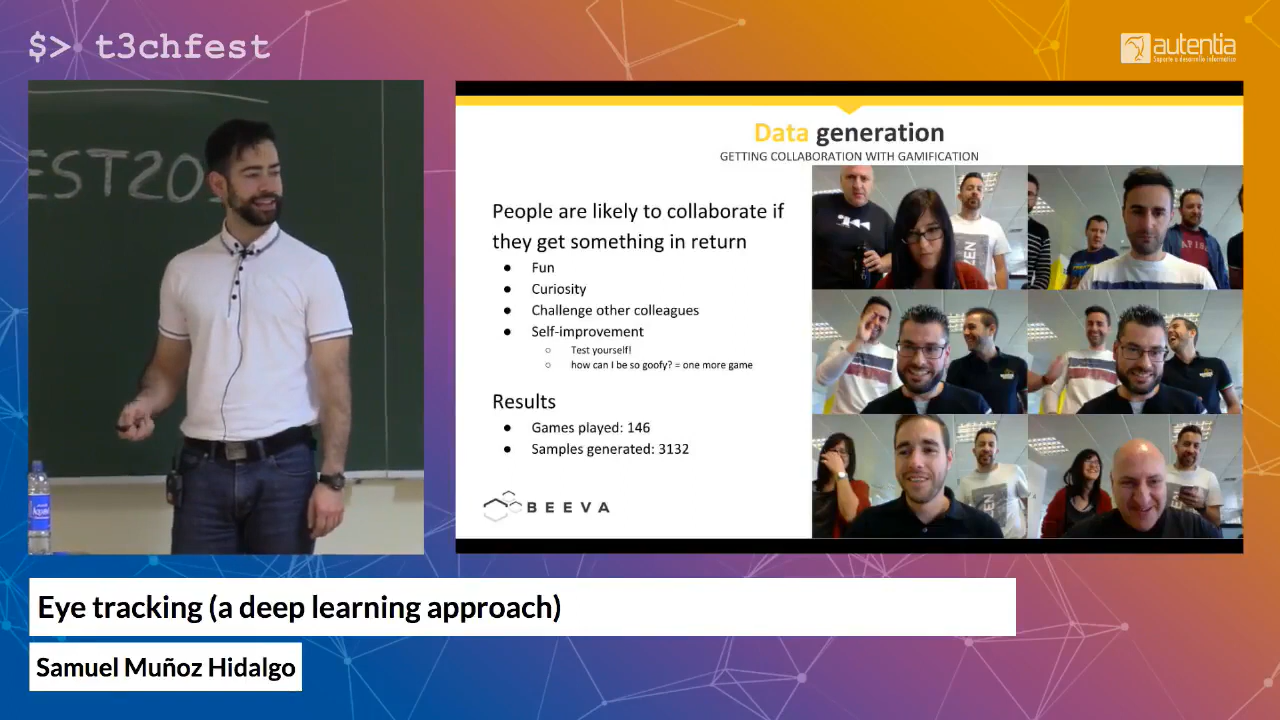 $> t3chfest
autentia
Soporte a desarrollo informático
EST20
Data generation
GETTING COLLABORATION WITH GAMIFICATION
People are likely to collaborate if
they get something in return
● Fun
● Curiosity
● Challenge other colleagues
● Self-improvement
○ Test yourself!
○ how can I be so goofy? = one more game
Results
● Games played: 146
● Samples generated: 3132
BEEVA
ZEN
Eye tracking (a deep learning approach)
Samuel Muñoz Hidalgo